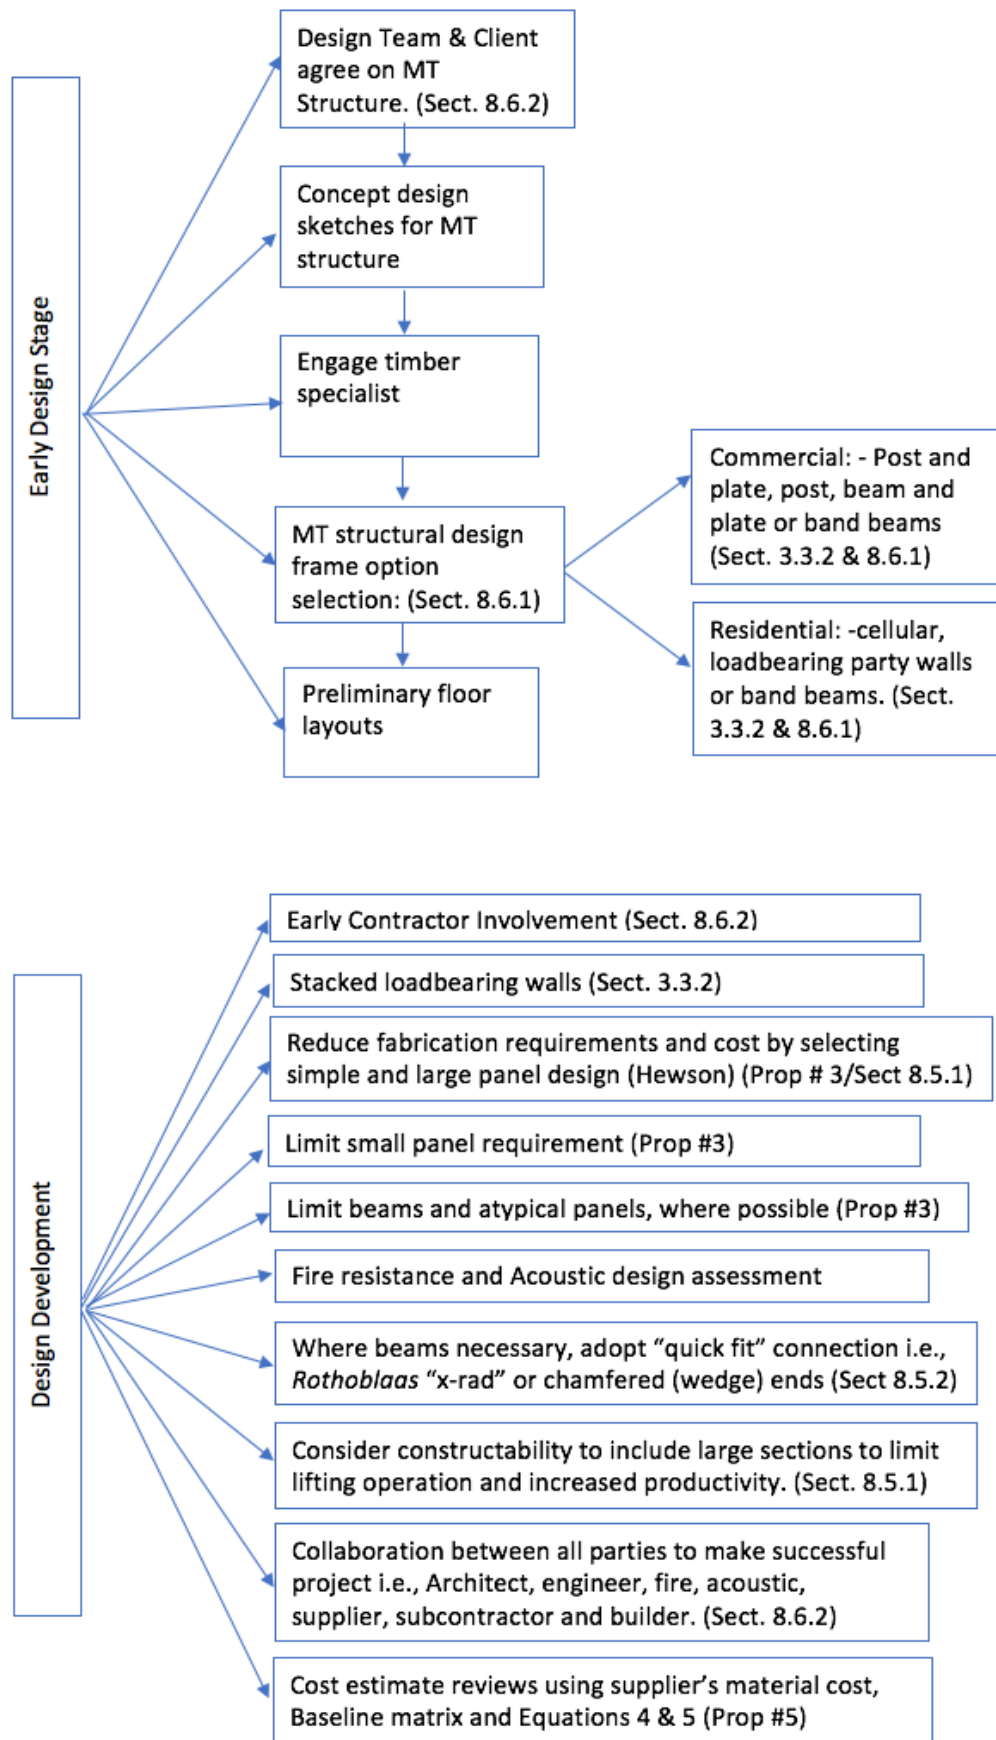 Early Design Stage
Design Team & Client
agree on MT
Structure. (Sect. 8.6.2)
Concept design
sketches for MT
structure
Engage timber
specialist
MT structural design
frame option
selection: (Sect. 8.6.1)
Commercial: - Post and
plate, post, beam and
plate or band beams
(Sect. 3.3.2 & 8.6.1)
Residential: -cellular,
loadbearing party walls
or band beams. (Sect.
3.3.2 & 8.6.1)
Preliminary floor
layouts
Design Development
Early Contractor Involvement (Sect. 8.6.2)
Stacked loadbearing walls (Sect. 3.3.2)
Reduce fabrication requirements and cost by selecting
simple and large panel design (Hewson) (Prop # 3/Sect 8.5.1)
Limit small panel requirement (Prop #3)
Limit beams and atypical panels, where possible (Prop #3)
Fire resistance and Acoustic design assessment
Where beams necessary, adopt “quick fit” connection i.e.,
Rothoblaas “x-rad” or chamfered (wedge) ends (Sect 8.5.2)
Consider constructability to include large sections to limit
lifting operation and increased productivity. (Sect. 8.5.1)
Collaboration between all parties to make successful
project i.e., Architect, engineer, fire, acoustic,
supplier, subcontractor and builder. (Sect. 8.6.2)
Cost estimate reviews using supplier’s material cost,
Baseline matrix and Equations 4 & 5 (Prop #5)